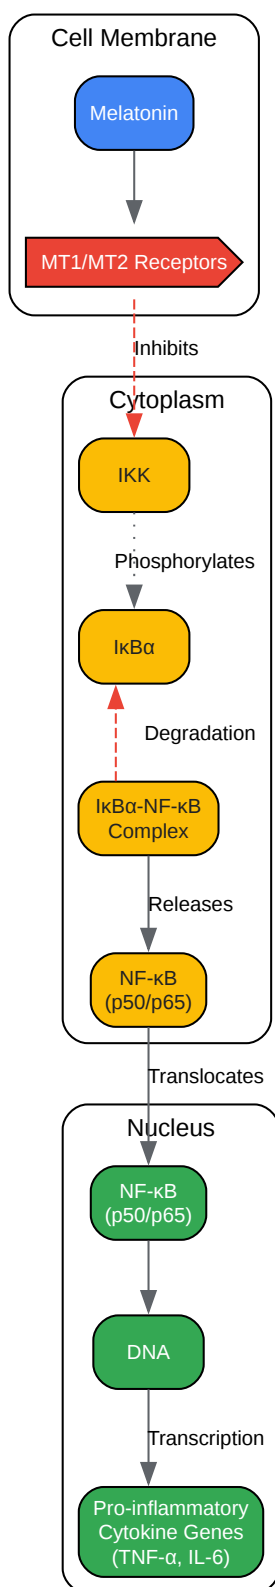 Cell Membrane
Melatonin
MT1/MT2 Receptors
Inhibits
Cytoplasm
IKK
Phosphorylates
IκBα
Degradation
IκBα-NF-κB
Complex
Releases
NF-κB
(p50/p65)
Translocates
Nucleus
NF-κB
(p50/p65)
DNA
Transcription
Pro-inflammatory
Cytokine Genes
(TNF-α, IL-6)